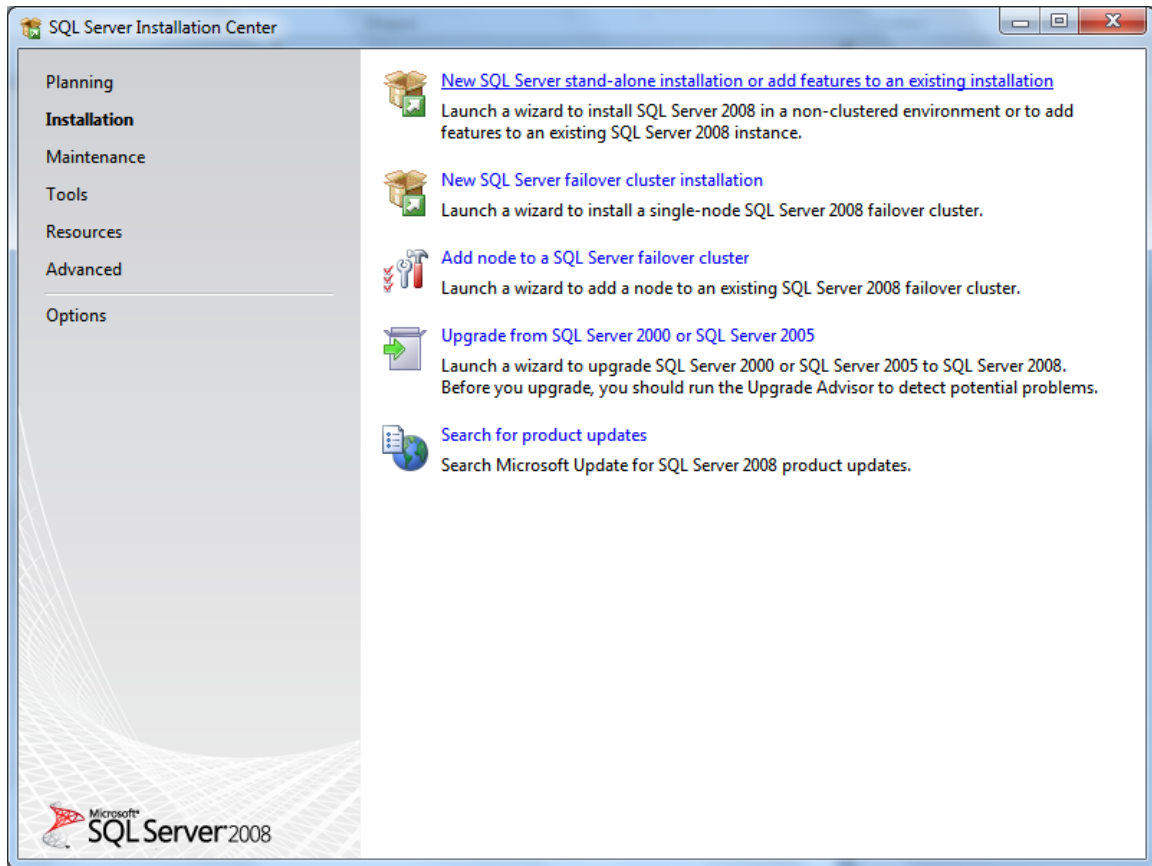 SQL Server Installation Center
Planning
Installation
Maintenance
Tools
Resources
Advanced
Options
New SQL Server stand-alone installation or add features to an existing installation
Launch a wizard to install SQL Server 2008 in a non-clustered environment or to add
features to an existing SQL Server 2008 instance.
New SQL Server failover cluster installation
Launch a wizard to install a single-node SQL Server 2008 failover cluster.
Add node to a SQL Server failover cluster
Launch a wizard to add a node to an existing SQL Server 2008 failover cluster.
Upgrade from SQL Server 2000 or SQL Server 2005
Launch a wizard to upgrade SQL Server 2000 or SQL Server 2005 to SQL Server 2008.
Before you upgrade, you should run the Upgrade Advisor to detect potential problems.
Search for product updates
Search Microsoft Update for SQL Server 2008 product updates.
Microsoft
SQL Server 2008